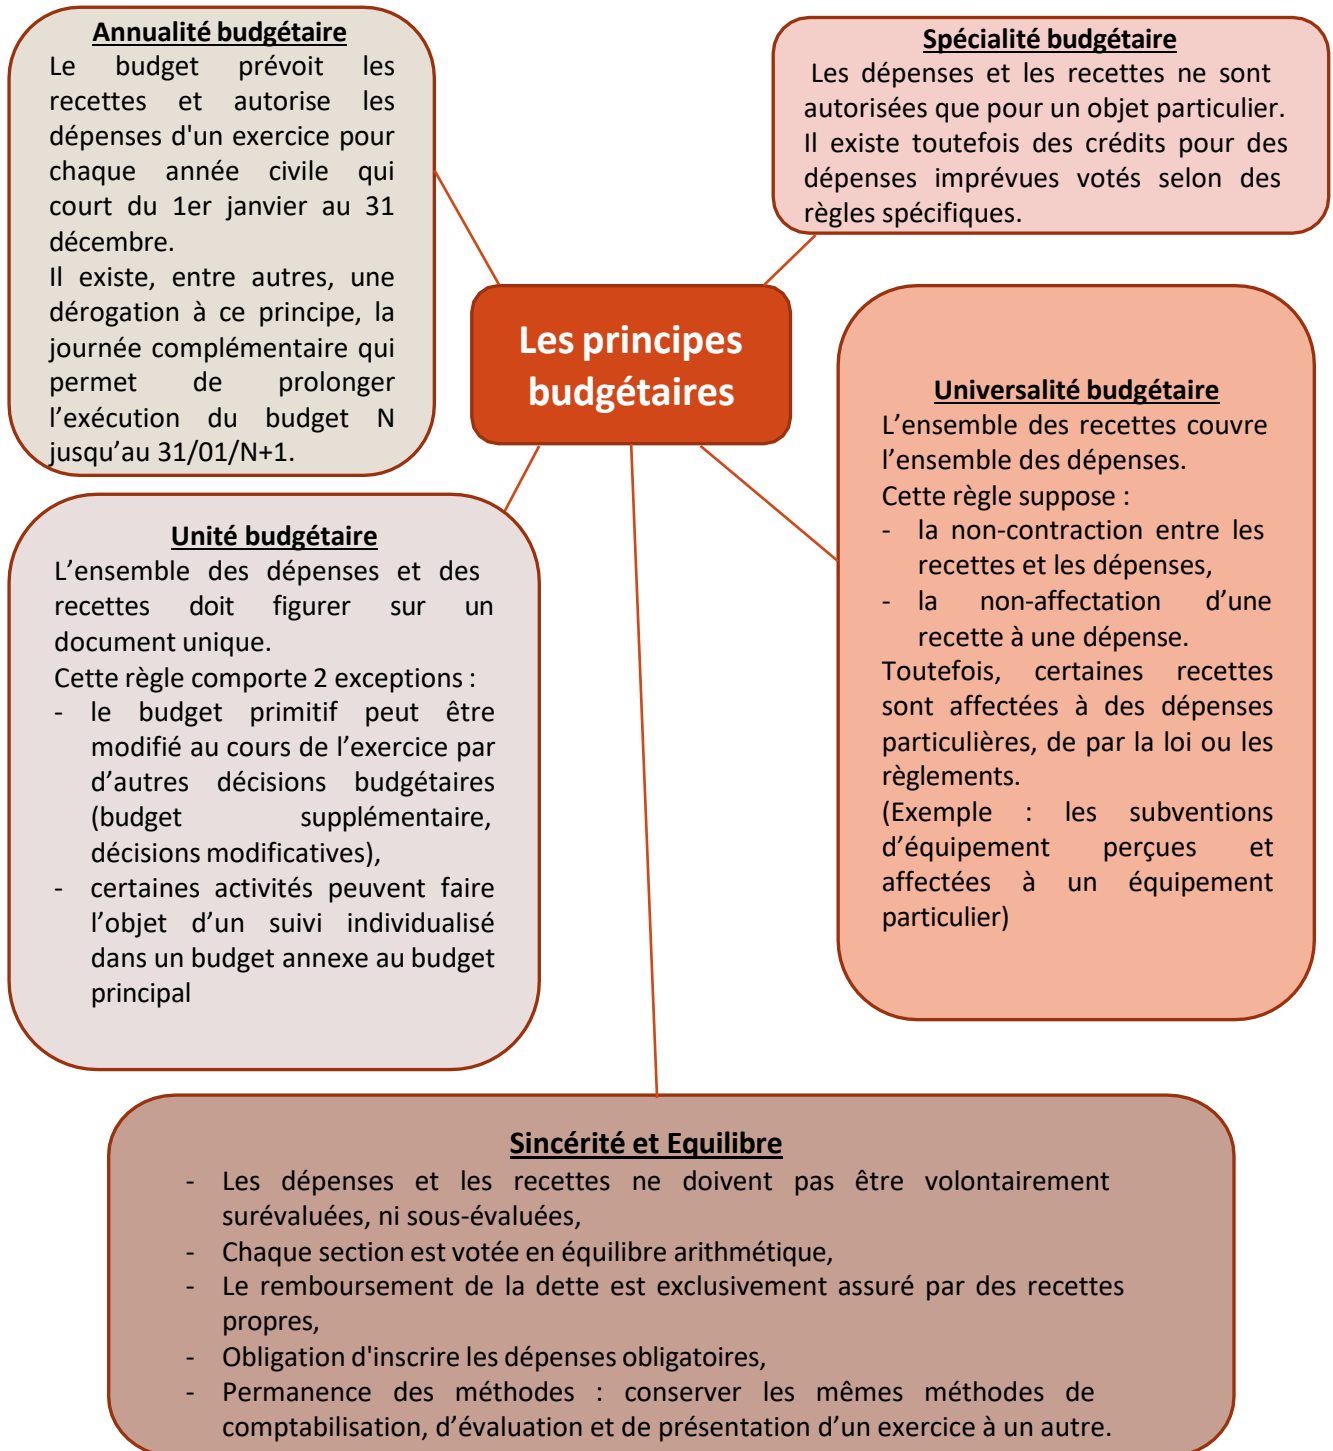 Annualité budgétaire
Le budget prévoit les
recettes et autorise les
dépenses d'un exercice pour
chaque année civile qui
court du 1er janvier au 31
décembre.
Il existe, entre autres, une
dérogation à ce principe, la
journée complémentaire qui
permet de prolonger
l’exécution du budget N
jusqu’au 31/01/N+1.
Spécialité budgétaire
Les dépenses et les recettes ne sont
autorisées que pour un objet particulier.
Il existe toutefois des crédits pour des
dépenses imprévues votés selon des
règles spécifiques.
Les principes
budgétaires
Universalité budgétaire
L’ensemble des recettes couvre
l’ensemble des dépenses.
Cette règle suppose :
- la non-contraction entre les
recettes et les dépenses,
- la non-affectation d’une
recette à une dépense.
Toutefois, certaines recettes
sont affectées à des dépenses
particulières, de par la loi ou les
règlements.
(Exemple : les subventions
d’équipement perçues et
affectées à un équipement
particulier)
Unité budgétaire
L’ensemble des dépenses et des
recettes doit figurer sur un
document unique.
Cette règle comporte 2 exceptions :
- le budget primitif peut être
modifié au cours de l’exercice par
d’autres décisions budgétaires
(budget supplémentaire,
décisions modificatives),
- certaines activités peuvent faire
l’objet d’un suivi individualisé
dans un budget annexe au budget
principal
Sincérité et Equilibre
- Les dépenses et les recettes ne doivent pas être volontairement
surévaluées, ni sous-évaluées,
- Chaque section est votée en équilibre arithmétique,
- Le remboursement de la dette est exclusivement assuré par des recettes
propres,
- Obligation d'inscrire les dépenses obligatoires,
- Permanence des méthodes : conserver les mêmes méthodes de
comptabilisation, d’évaluation et de présentation d’un exercice à un autre.